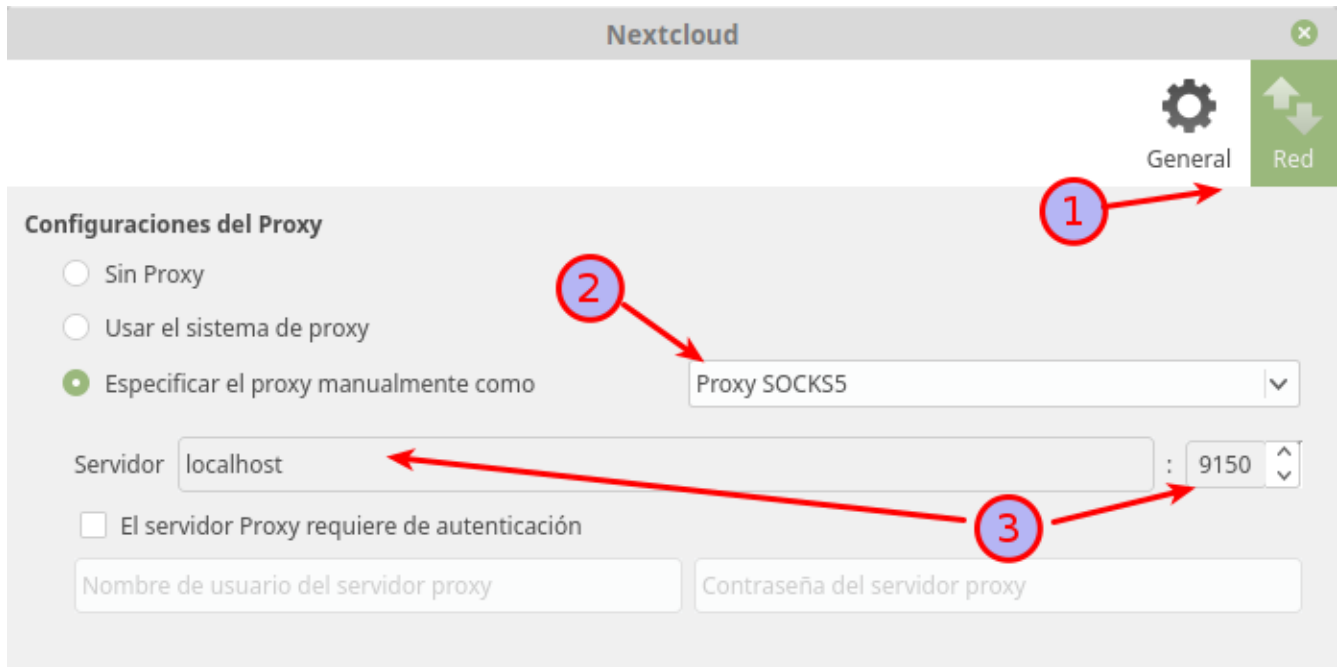 Nextcloud
General
Red
1
Configuraciones del Proxy
Sin Proxy
2
Usar el sistema de proxy
Especificar el proxy manualmente como
Proxy SOCKS5
Servidor localhost : 9150
El servidor Proxy requiere de autenticación
3
Nombre de usuario del servidor proxy
Contraseña del servidor proxy